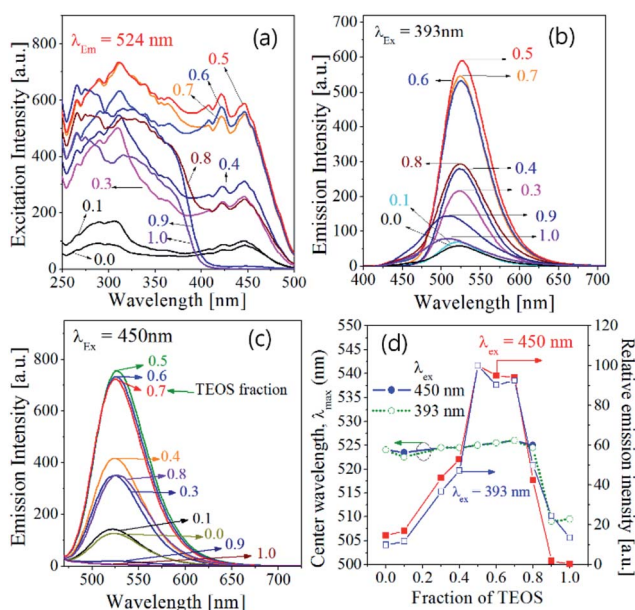 (a)
λEm = 524 nm
Excitation Intensity [a.u.]
800
600
400
200
0
0.5
0.6
0.7
0.8
0.4
0.3
0.1
0.9
1.0
0.0
250 300 350 400 450 500
Wavelength [nm]
(b)
λEx = 393nm
Emission Intensity [a.u.]
700
600
500
400
300
200
100
0
0.5
0.6
0.7
0.8
0.4
0.3
0.1
0.9
0.0
1.0
400 450 500 550 600 650 700
Wavelength [nm]
(c)
λEx = 450nm
Emission Intensity [a.u.]
800
600
400
200
0
0.5
0.6
0.7
TEOS fraction
0.4
0.8
0.3
0.1
0.0
0.9
1.0
500 550 600 650 700
Wavelength [nm]
(d)
λex = 450 nm
λex
450 nm
393 nm
λex – 393 nm
Center wavelength, λmax (nm)
550
545
540
535
530
525
520
515
510
505
500
0.0 0.2 0.4 0.6 0.8 1.0
Fraction of TEOS
120
100
80
60
40
20
0
Relative emission inensity
[a.u.]